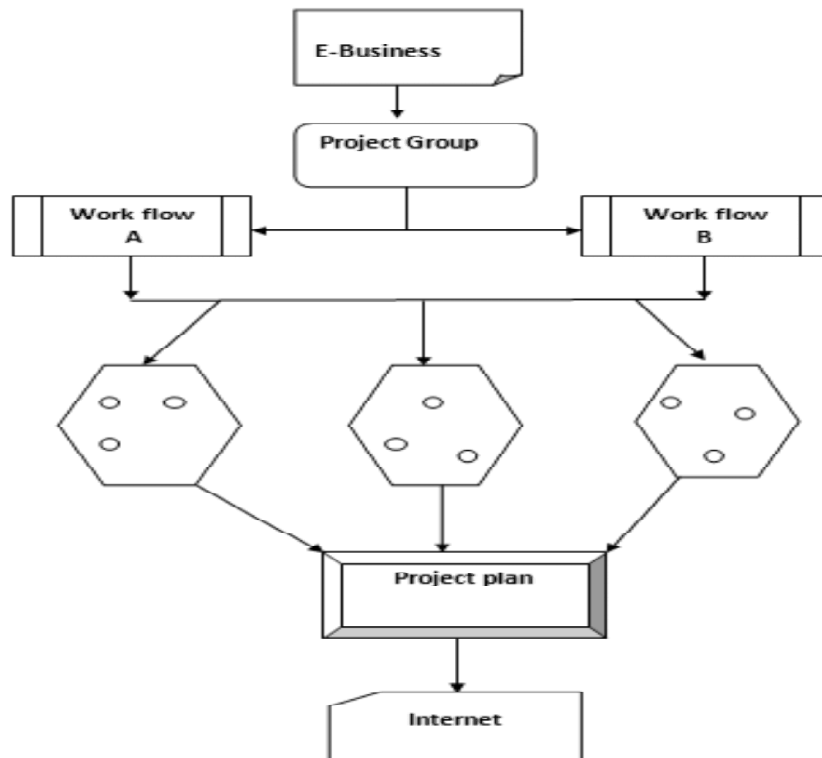 E-Business
Project Group
Work flow
A
Work flow
B
Project plan
Internet